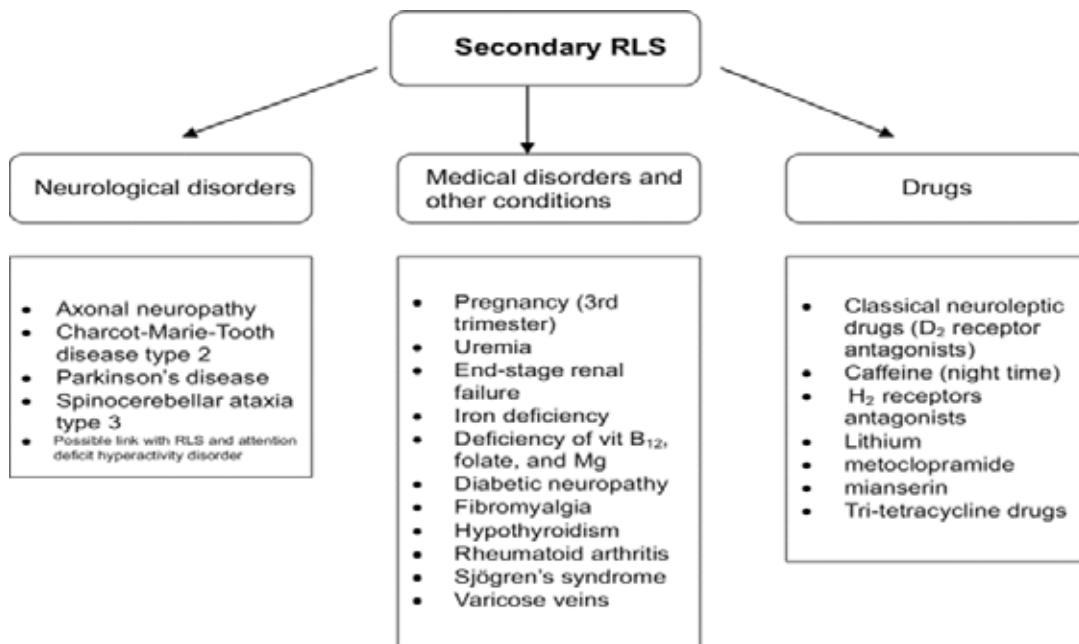 Secondary RLS
Neurological disorders
Medical disorders and
other conditions
Drugs
• Axonal neuropathy
• Charcot-Marie-Tooth
disease type 2
• Parkinson's disease
• Spinocerebellar ataxia
type 3
• Possible link with RLS and attention
deficit hyperactivity disorder
• Pregnancy (3rd
trimester)
• Uremia
• End-stage renal
failure
• Iron deficiency
• Deficiency of vit B₁₂,
folate, and Mg
• Diabetic neuropathy
• Fibromyalgia
• Hypothyroidism
• Rheumatoid arthritis
• Sjögren's syndrome
• Varicose veins
• Classical neuroleptic
drugs (D₂ receptor
antagonists)
• Caffeine (night time)
• H₂ receptors
antagonists
• Lithium
• metoclopramide
• mianserin
• Tri-tetracycline drugs